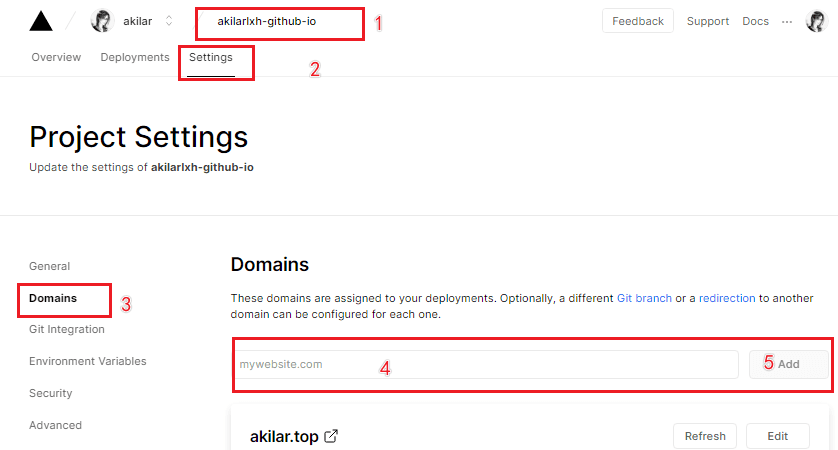 akilar akilarlxh-github-io 1 Feedback Support Docs ...
Overview Deployments Settings 2
Project Settings
Update the settings of akilarlxh-github-io
General
Domains 3
Git Integration
Environment Variables
Security
Advanced
Domains
These domains are assigned to your deployments. Optionally, a different Git branch or a redirection to another
domain can be configured for each one.
mywebsite.com 4 5 Add
akilar.top Refresh Edit